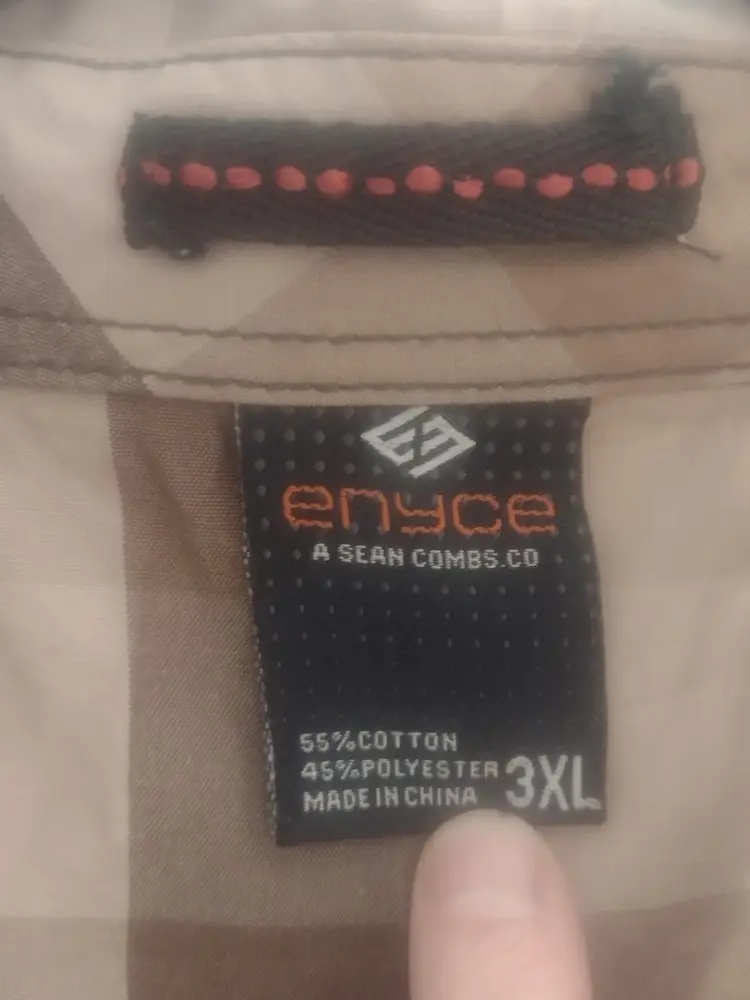 enyce
A SEAN COMBS.CO
55%COTTON
45%POLYESTER
MADE IN CHINA
3XL